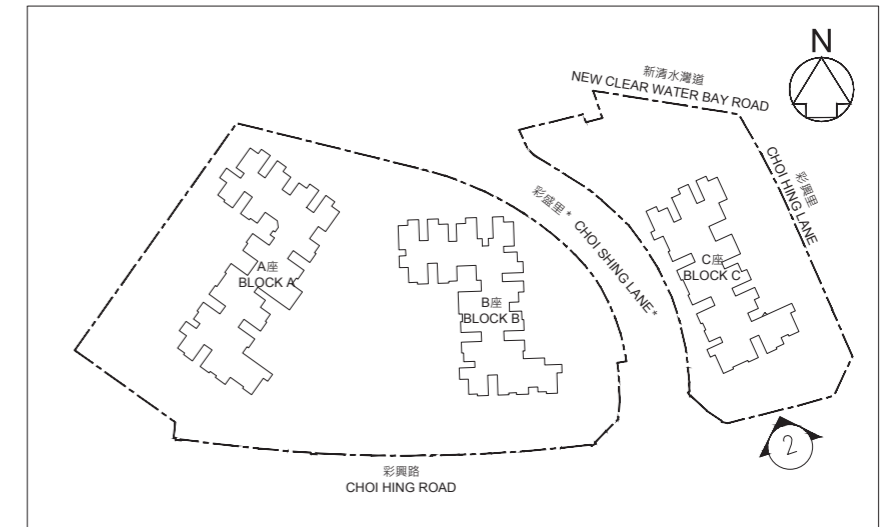 N
新清水灣道
NEW CLEAR WATER BAY ROAD
彩興里
CHOI HING LANE
彩盛里* CHOI SHING LANE*
A座
BLOCK A
B座
BLOCK B
C座
BLOCK C
2
彩興路
CHOI HING ROAD